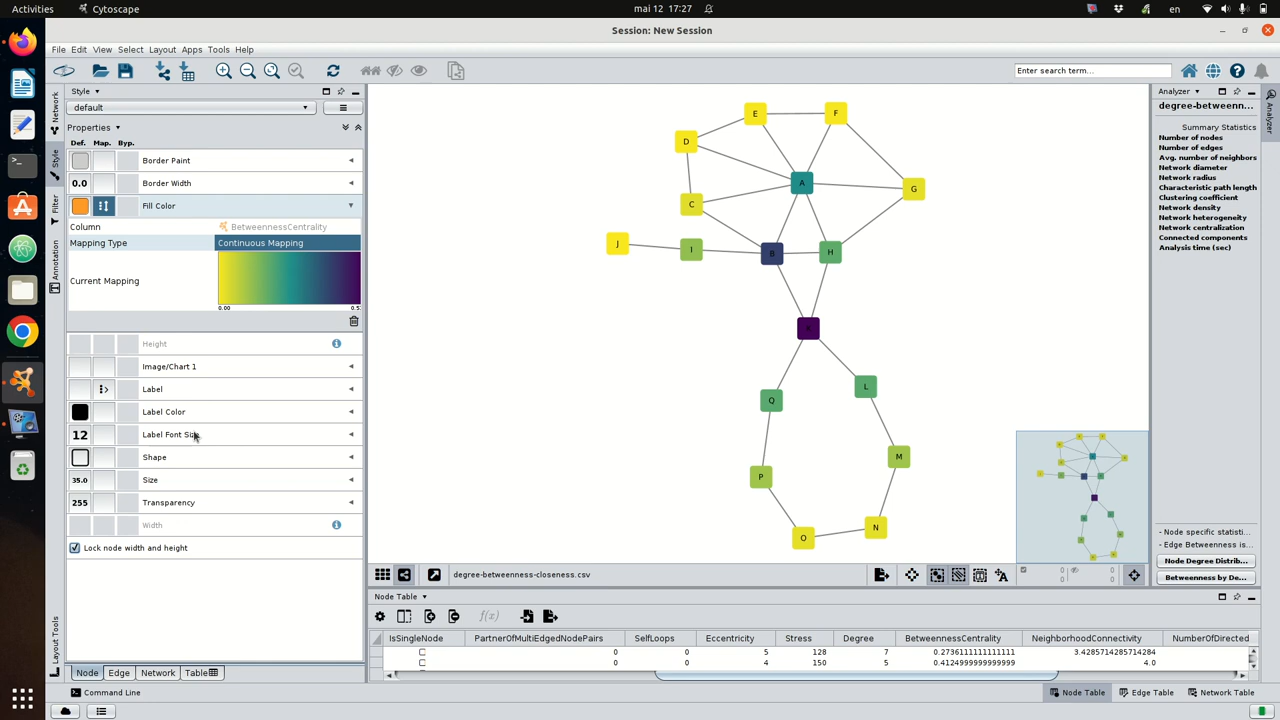 Activities Cytoscape mai 12 17:27 en
Session: New Session
File Edit View Select Layout Apps Tools Help
Enter search term...
Style
default
Properties
Def. Map. Byp.
Border Paint
0.0 Border Width
Fill Color
Column BetweennessCentrality
Mapping Type Continuous Mapping
Current Mapping
0.00
Height
Image/Chart 1
Label
Label Color
12 Label Font Size
Shape
35.0 Size
255 Transparency
Width
Lock node width and height
Node Edge Network Table
Network
Style
Filter
Annotation
Layout Tools
E F
D
A
G
C
J I B H
K
L
Q
M
P
N
O
degree-betweenness-closeness.csv
0 0
0 0
Analyzer
degree-betweenn...
Summary Statistics
Number of nodes
Number of edges
Avg. number of neighbors
Network diameter
Network radius
Characteristic path length
Clustering coefficient
Network density
Network heterogeneity
Network centralization
Connected components
Analysis time (sec)
- Node specific statisti...
- Edge Betweenness is...
Node Degree Distrib...
Betweenness by De...
Analyzer
Node Table
f(x)
IsSingleNode PartnerOfMultiEdgedNodePairs SelfLoops Eccentricity Stress Degree BetweennessCentrality NeighborhoodConnectivity NumberOfDirected
0 0 5 128 7 0.2736111111111111 3.4285714285714284
0 0 4 150 5 0.4124999999999999 4.0
Node Table Edge Table Network Table
Command Line